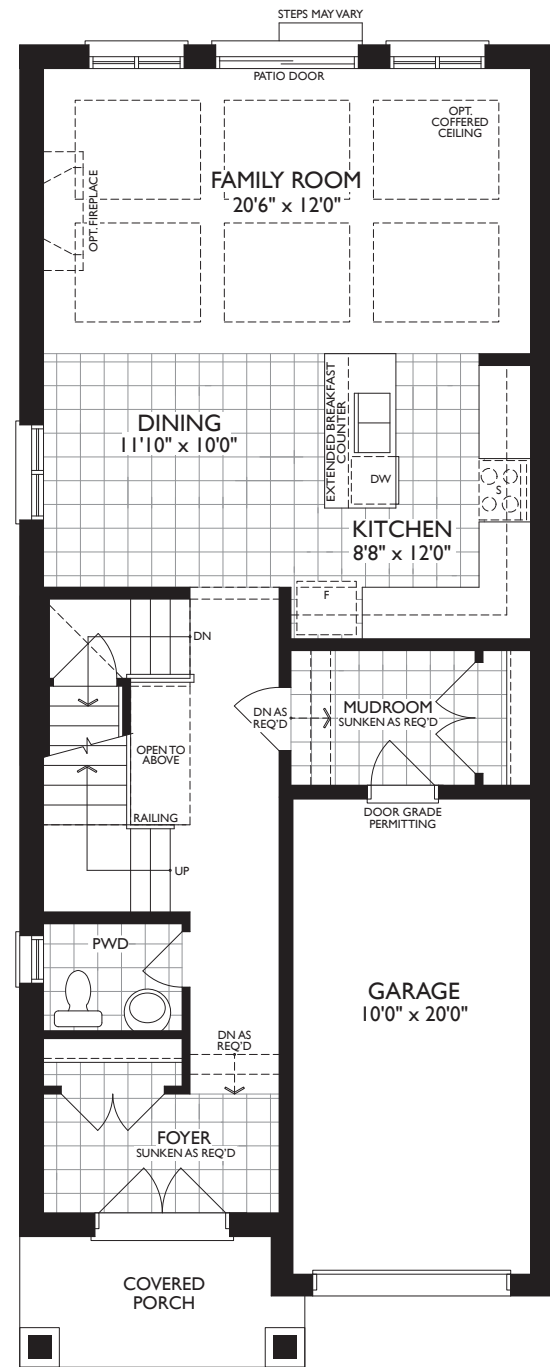 STEPS MAY VARY
PATIO DOOR
OPT.
COFFERED
CEILING
FAMILY ROOM
20'6" x 12'0"
OPT. FIREPLACE
DINING
11'10" x 10'0"
EXTENDED BREAKFAST
COUNTER
DW
S
KITCHEN
8'8" x 12'0"
F
DN
MUDROOM
SUNKEN AS REQ'D
DN AS
REQ'D
OPEN TO
ABOVE
RAILING
DOOR GRADE
PERMITTING
UP
PWD
GARAGE
10'0" x 20'0"
DN AS
REQ'D
FOYER
SUNKEN AS REQ'D
COVERED
PORCH